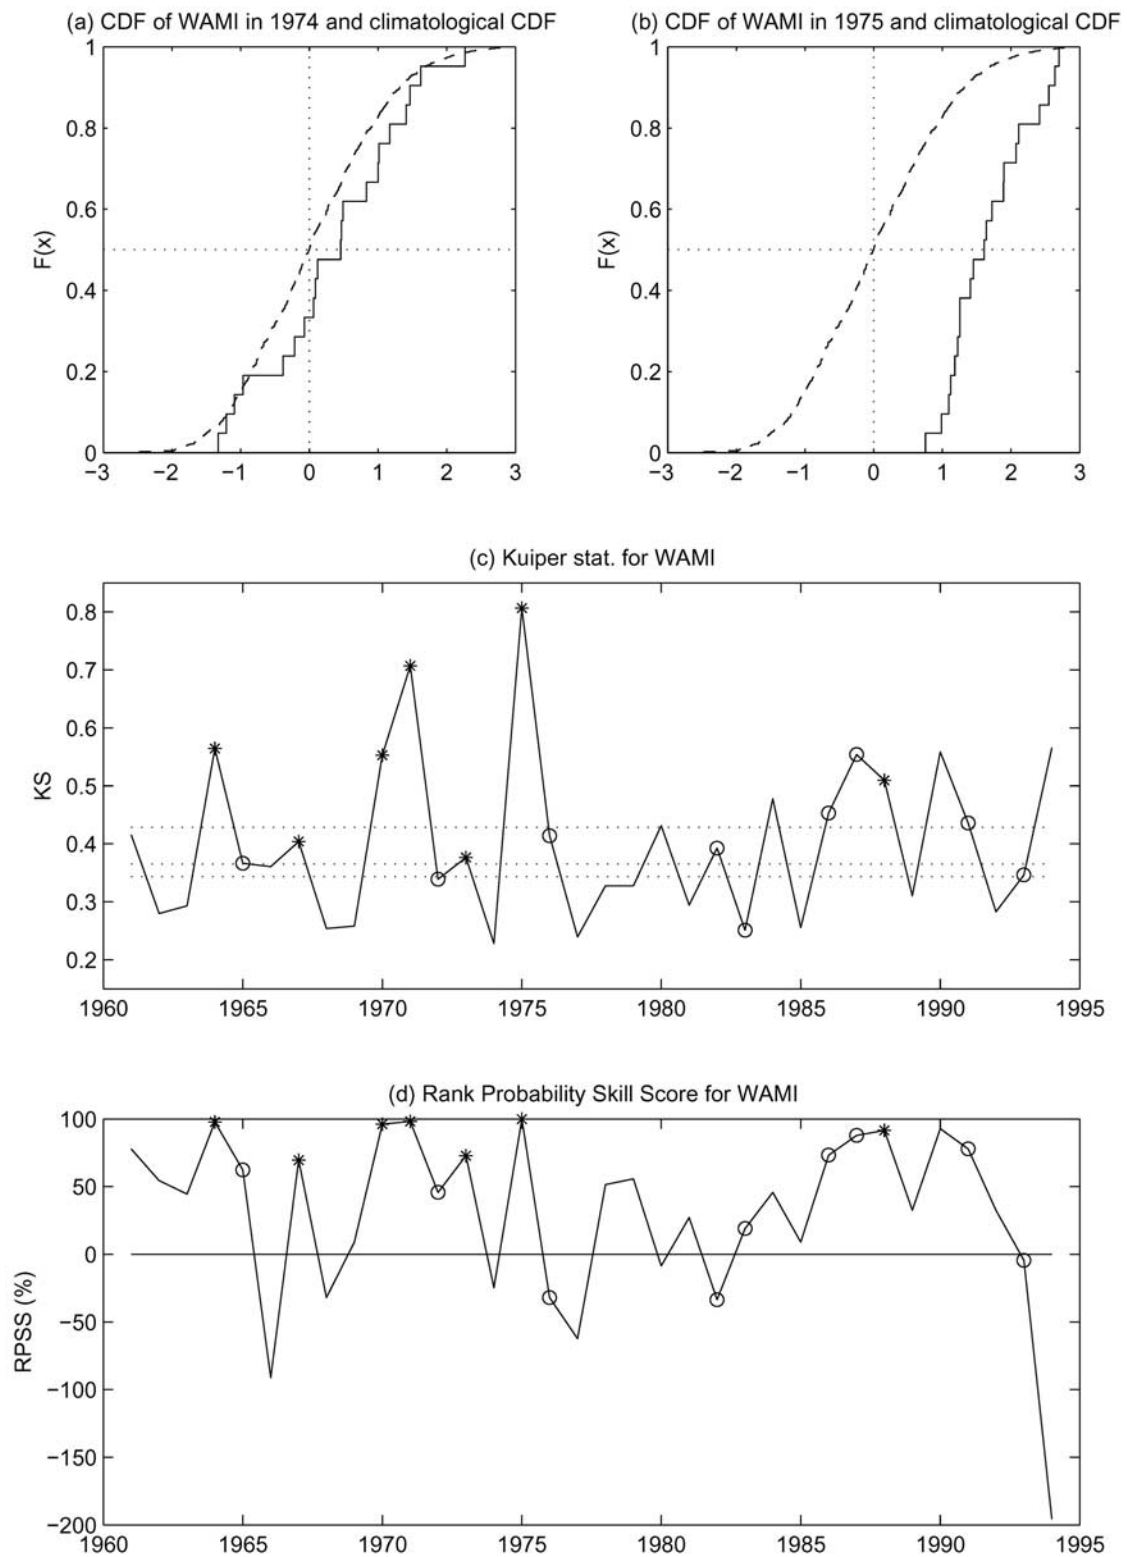 (a) CDF of WAMI in 1974 and climatological CDF
(b) CDF of WAMI in 1975 and climatological CDF
1
0.8
0.6
0.4
0.2
0
F(x)
−3 −2 −1 0 1 2 3
1
0.8
0.6
0.4
0.2
0
F(x)
−3 −2 −1 0 1 2 3
(c) Kuiper stat. for WAMI
0.8
0.7
0.6
0.5
0.4
0.3
0.2
KS
1960 1965 1970 1975 1980 1985 1990 1995
(d) Rank Probability Skill Score for WAMI
100
50
0
−50
−100
−150
−200
RPSS (%)
1960 1965 1970 1975 1980 1985 1990 1995